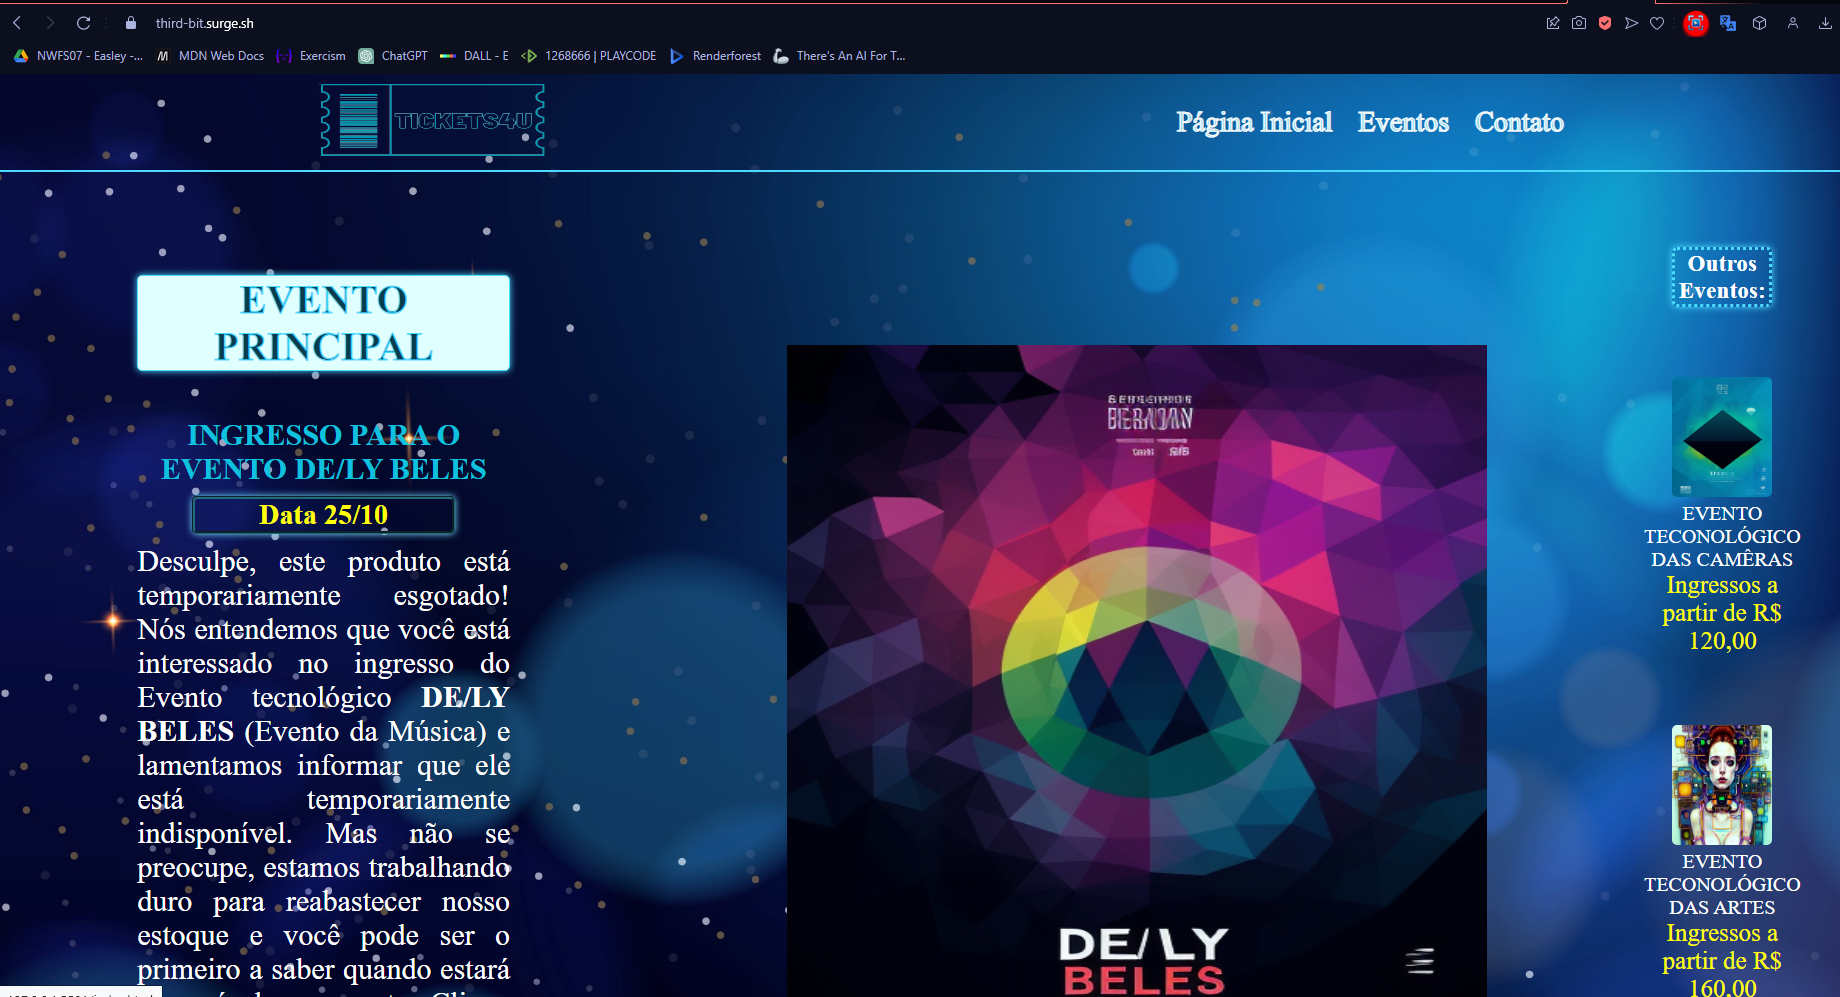 third-bit.surge.sh
NWFS07 - Easley -...
MDN Web Docs
Exercism
ChatGPT
DALL - E
1268666 | PLAYCODE
Renderforest
There's An AI For T...
TICKETS4U
Página Inicial
Eventos
Contato
EVENTO
PRINCIPAL
INGRESSO PARA O
EVENTO DE/LY BELES
Data 25/10
Desculpe, este produto está
temporariamente esgotado!
Nós entendemos que você está
interessado no ingresso do
Evento tecnológico DE/LY
BELES (Evento da Música) e
lamentamos informar que ele
está temporariamente
indisponível. Mas não se
preocupe, estamos trabalhando
duro para reabastecer nosso
estoque e você pode ser o
primeiro a saber quando estará
DE/LY
BELES
Outros
Eventos:
EVENTO
TECONOLÓGICO
DAS CAMÊRAS
Ingressos a
partir de R$
120,00
EVENTO
TECONOLÓGICO
DAS ARTES
Ingressos a
partir de R$
160,00